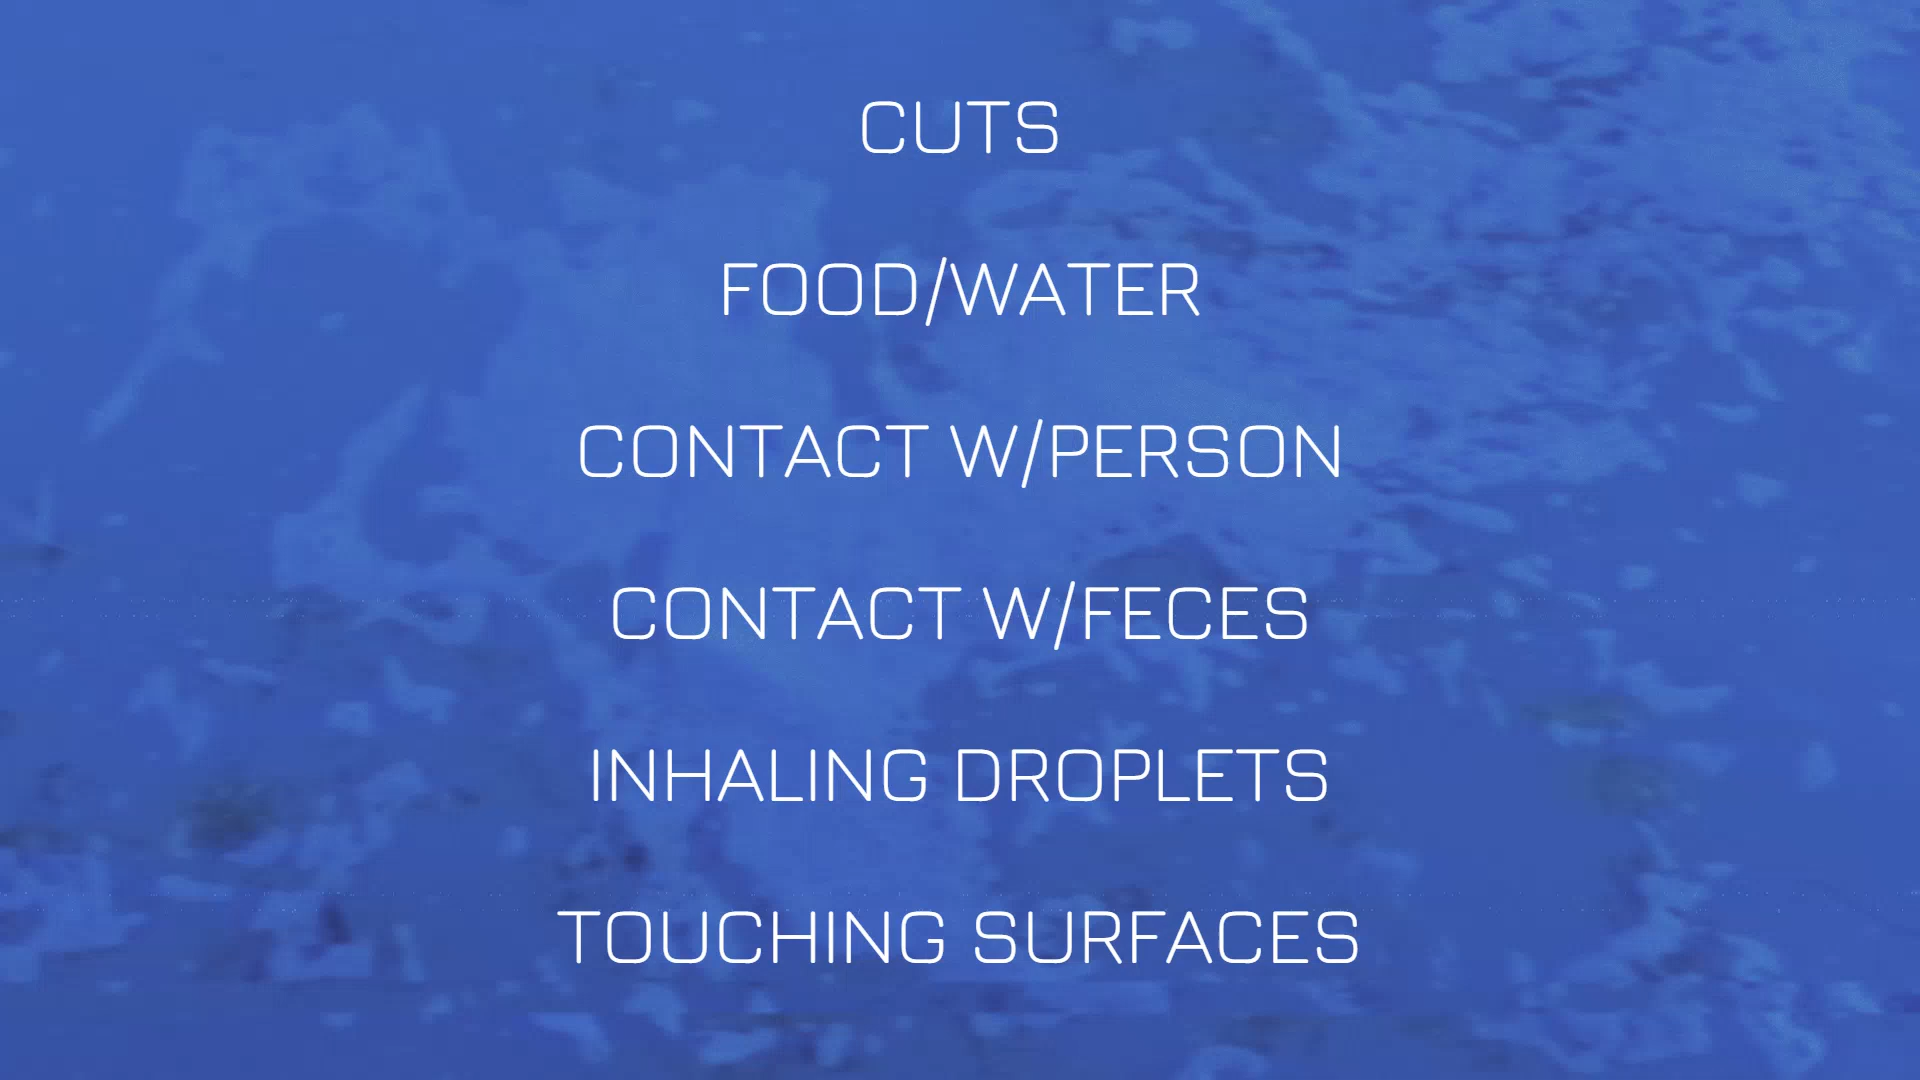 CUTS
FOOD/WATER
CONTACT W/PERSON
CONTACT W/FECES
INHALING DROPLETS
TOUCHING SURFACES